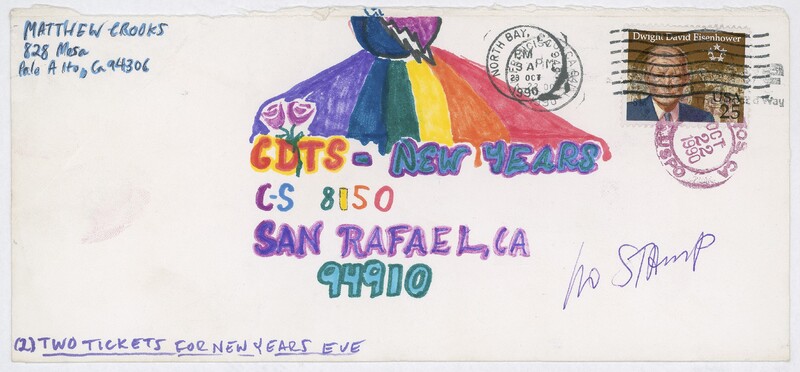 MATTHEW CROOKS
828 Mesa
Palo Alto, Ca 94306
NORTH BAY, CA
PM
23 OCT
1990
Dwight David Eisenhower
USA
25
OCT
22
1990
GDTS - NEW YEARS
C-S 8150
SAN RAFAEL, CA
94910
NO STAMP
(2) TWO TICKETS FOR NEW YEARS EVE